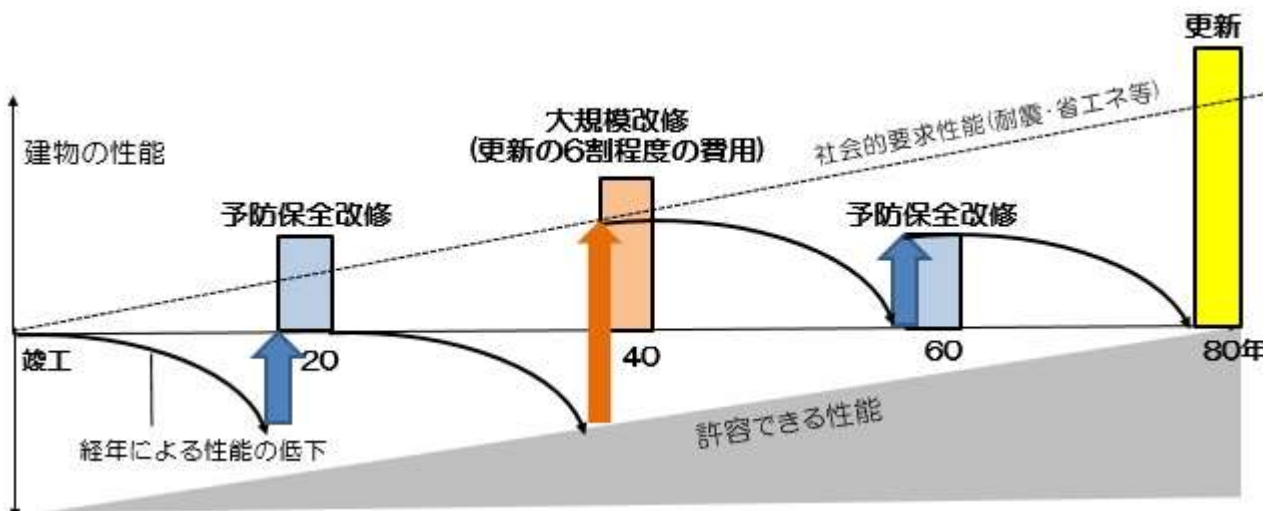 更新
建物の性能
大規模改修
(更新の6割程度の費用)
社会的要求性能(耐震・省エネ等)
予防保全改修
予防保全改修
竣工
20
40
60
80年
経年による性能の低下
許容できる性能